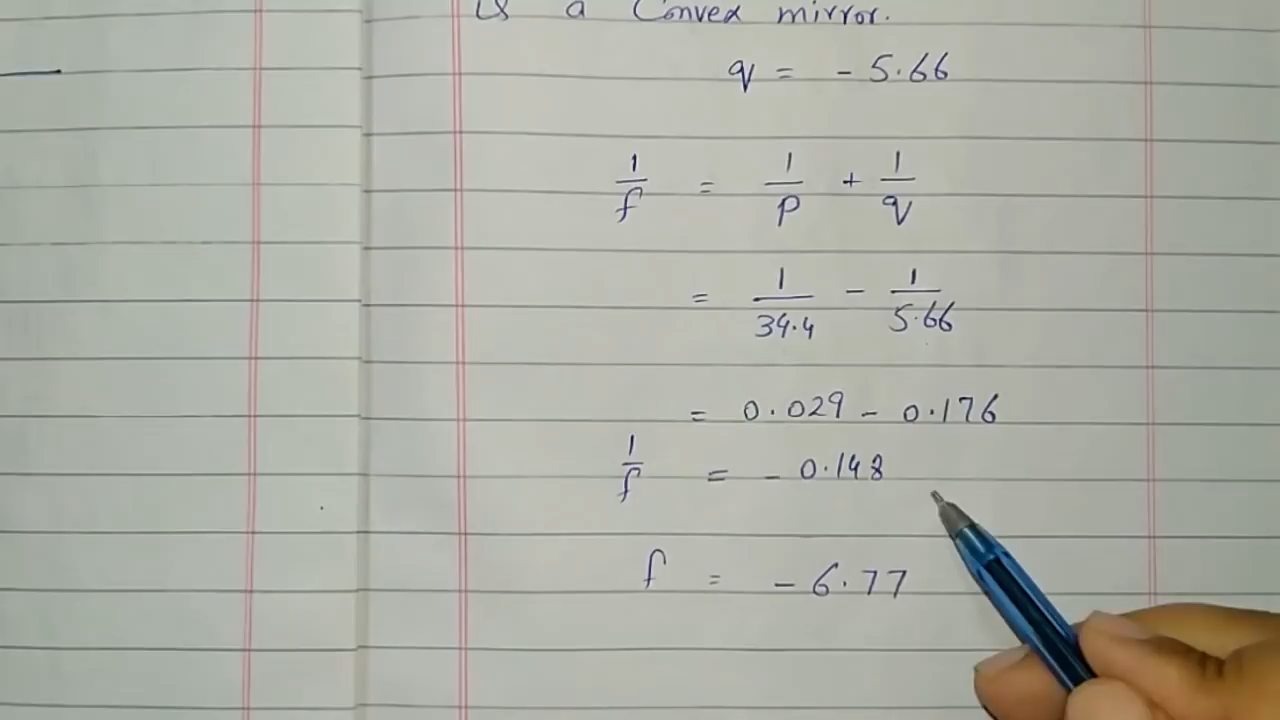 is a Convex mirror.
q = - 5.66
1/f = 1/p + 1/q
= 1/34.4 - 1/5.66
= 0.029 - 0.176
1/f = - 0.148
f = - 6.77